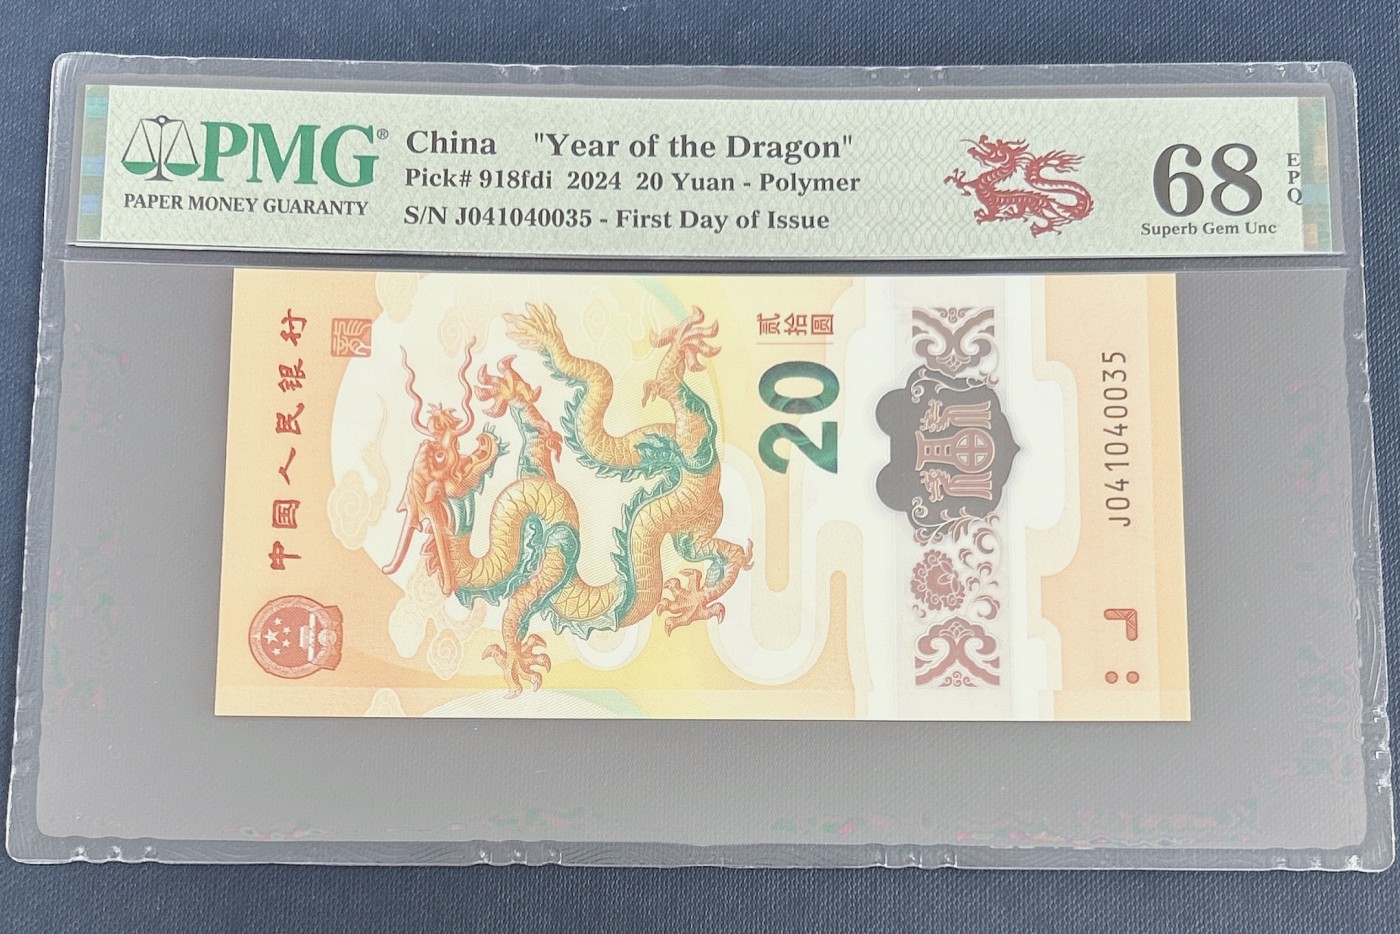 PMG®
PAPER MONEY GUARANTY
China "Year of the Dragon"
Pick# 918fdi 2024 20 Yuan - Polymer
S/N J041040035 - First Day of Issue
68
EPQ
Superb Gem Unc
中国人民银行
贰拾圆
20
J041040035